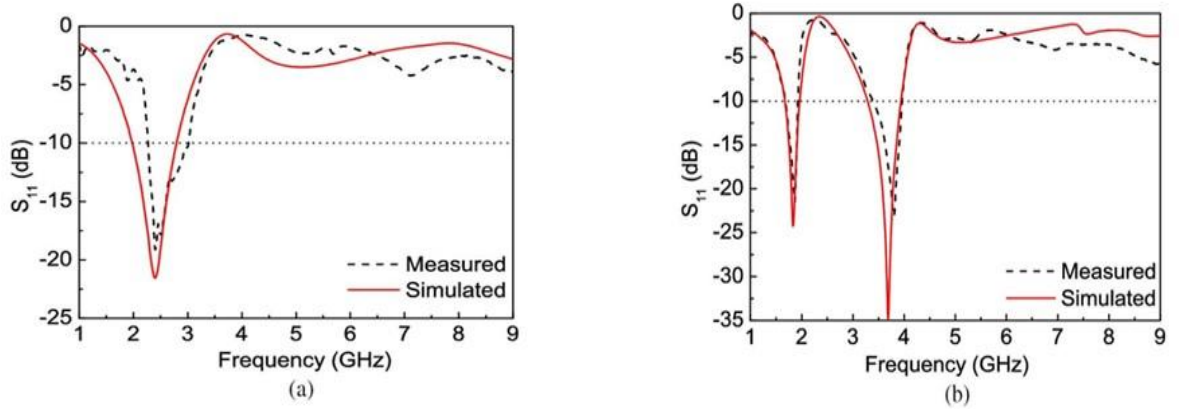 0
-5
-10
-15
-20
-25
S11 (dB)
Measured
Simulated
1 2 3 4 5 6 7 8 9
Frequency (GHz)
(a)
0
-5
-10
-15
-20
-25
-30
-35
S11 (dB)
Measured
Simulated
1 2 3 4 5 6 7 8 9
Frequency (GHz)
(b)